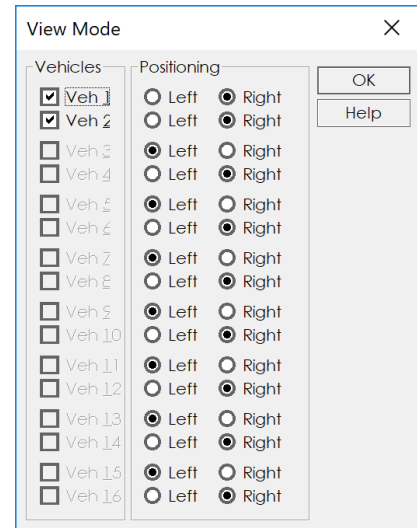 View Mode
Vehicles Positioning
OK
Veh 1 Left Right
Help
Veh 2 Left Right
Veh 3 Left Right
Veh 4 Left Right
Veh 5 Left Right
Veh 6 Left Right
Veh 7 Left Right
Veh 8 Left Right
Veh 9 Left Right
Veh 10 Left Right
Veh 11 Left Right
Veh 12 Left Right
Veh 13 Left Right
Veh 14 Left Right
Veh 15 Left Right
Veh 16 Left Right